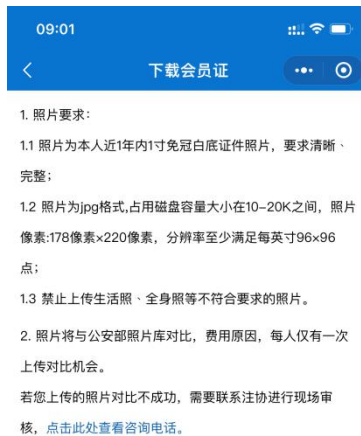 09:01
下载会员证
1. 照片要求：
1.1 照片为本人近1年内1寸免冠白底证件照片，要求清晰、
完整；
1.2 照片为jpg格式,占用磁盘容量大小在10-20K之间，照片
像素:178像素×220像素，分辨率至少满足每英寸96×96
点；
1.3 禁止上传生活照、全身照等不符合要求的照片。
2. 照片将与公安部照片库对比，费用原因，每人仅有一次
上传对比机会。
若您上传的照片对比不成功，需要联系注协进行现场审
核，点击此处查看咨询电话。